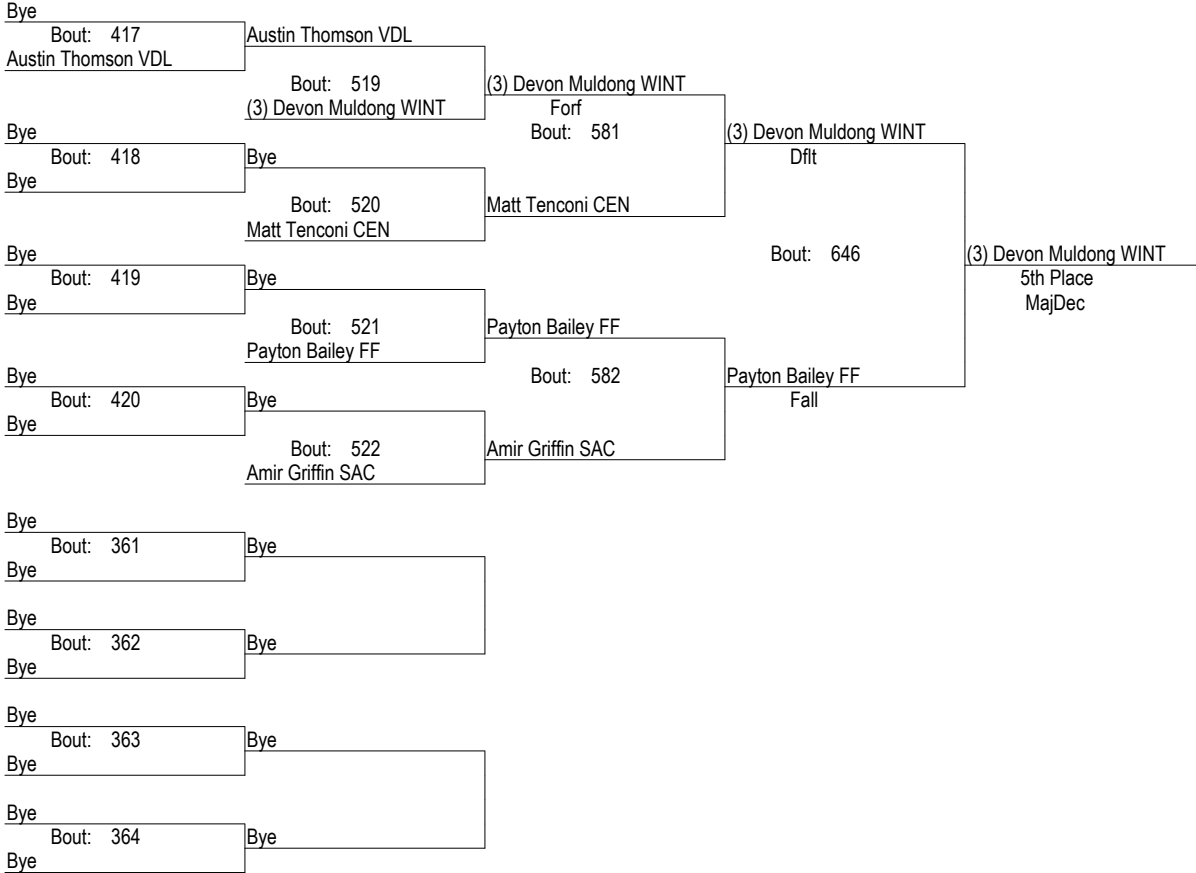 Bye
Bout: 417
Austin Thomson VDL
Austin Thomson VDL
Bout: 519
(3) Devon Muldong WINT
(3) Devon Muldong WINT
Forf
Bout: 581
(3) Devon Muldong WINT
Dflt
Bye
Bout: 418
Bye
Bye
Bout: 520
Matt Tenconi CEN
Matt Tenconi CEN
Bout: 646
(3) Devon Muldong WINT
5th Place
MajDec
Bye
Bout: 419
Bye
Bye
Bout: 521
Payton Bailey FF
Payton Bailey FF
Bout: 582
Payton Bailey FF
Fall
Bye
Bout: 420
Bye
Bye
Bout: 522
Amir Griffin SAC
Amir Griffin SAC
Bye
Bout: 361
Bye
Bye
Bye
Bout: 362
Bye
Bye
Bye
Bout: 363
Bye
Bye
Bye
Bout: 364
Bye
Bye